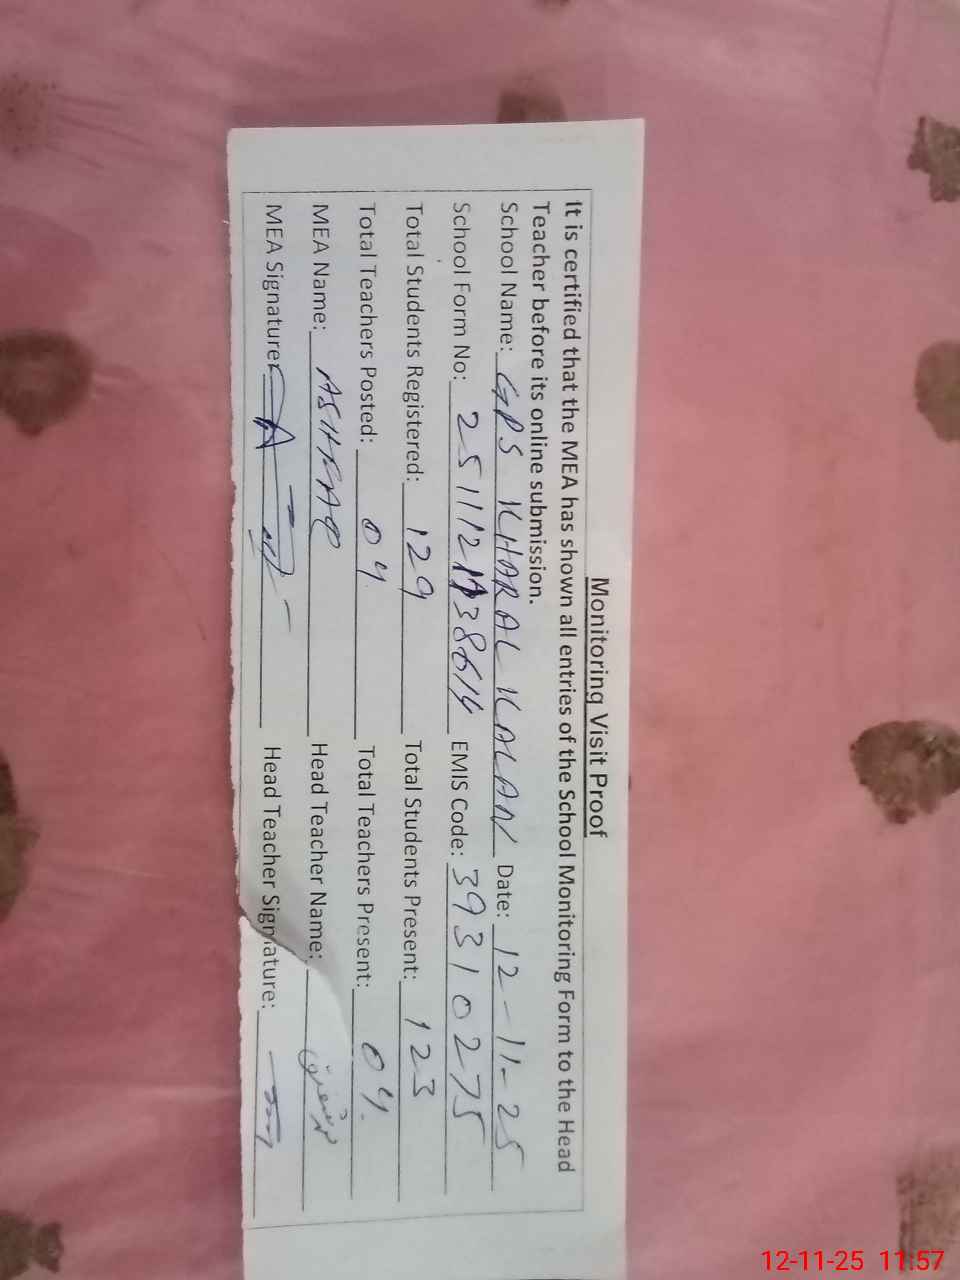 Monitoring Visit Proof
It is certified that the MEA has shown all entries of the School Monitoring Form to the Head
Teacher before its online submission.
School Name: GPS KHARAL KALAN Date: 12-11-25
School Form No: EMIS Code: 39310275
Total Students Registered: 129 Total Students Present: 123
Total Teachers Posted: 04 Total Teachers Present: 04.
MEA Name: ASHFAQ Head Teacher Name:
MEA Signature: Head Teacher Signature:
12-11-25 11:57